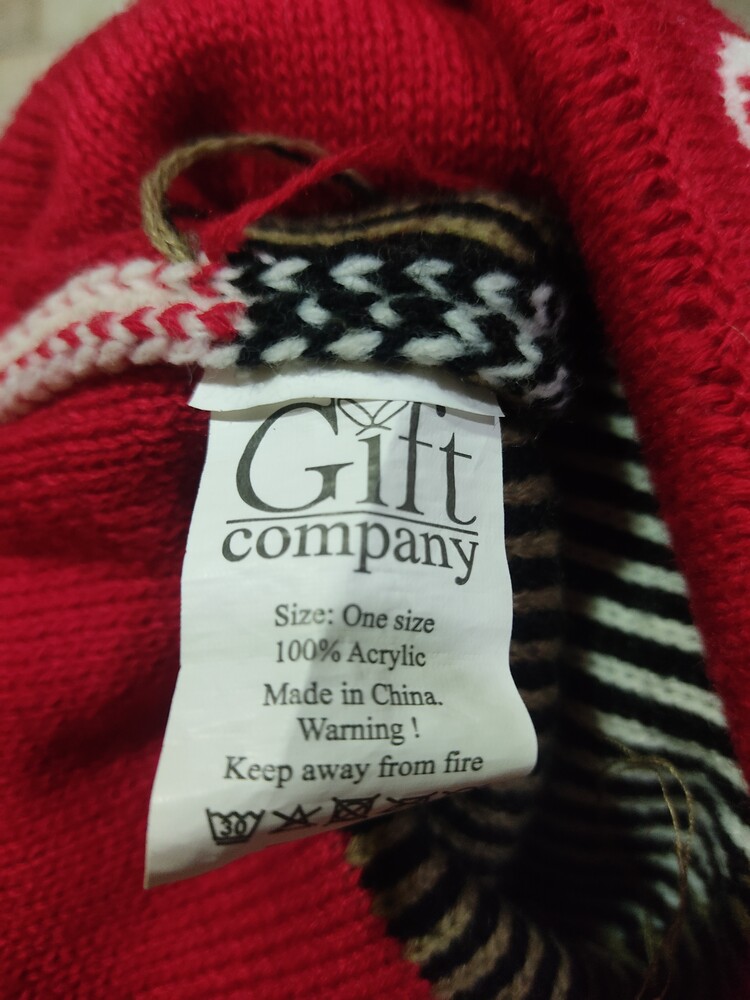 Gift
company
Size: One size
100% Acrylic
Made in China.
Warning !
Keep away from fire
30